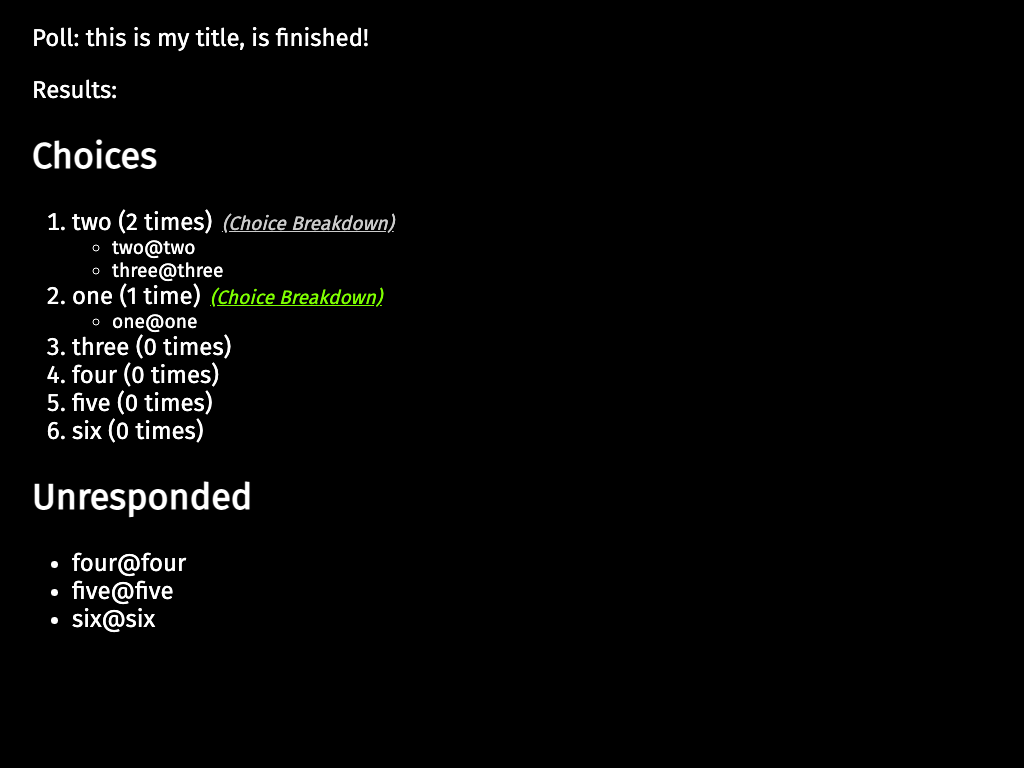 Poll: this is my title, is finished!
Results:
Choices
1. two (2 times) (Choice Breakdown)
two@two
three@three
2. one (1 time) (Choice Breakdown)
one@one
3. three (0 times)
4. four (0 times)
5. five (0 times)
6. six (0 times)
Unresponded
four@four
five@five
six@six